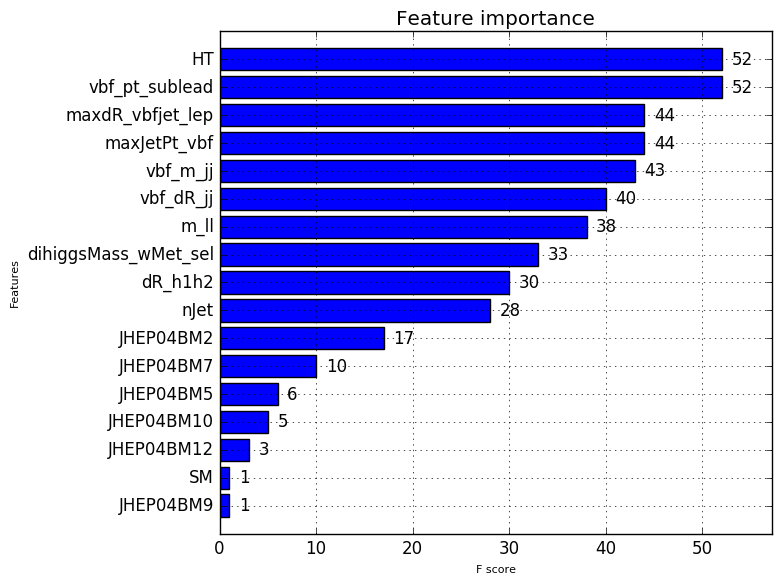 Feature importance
HT 52
vbf_pt_sublead 52
maxdR_vbfjet_lep 44
maxJetPt_vbf 44
vbf_m_jj 43
vbf_dR_jj 40
m_ll 38
dihiggsMass_wMet_sel 33
dR_h1h2 30
nJet 28
JHEP04BM2 17
JHEP04BM7 10
JHEP04BM5 6
JHEP04BM10 5
JHEP04BM12 3
SM 1
JHEP04BM9 1
Features
0 10 20 30 40 50
F score